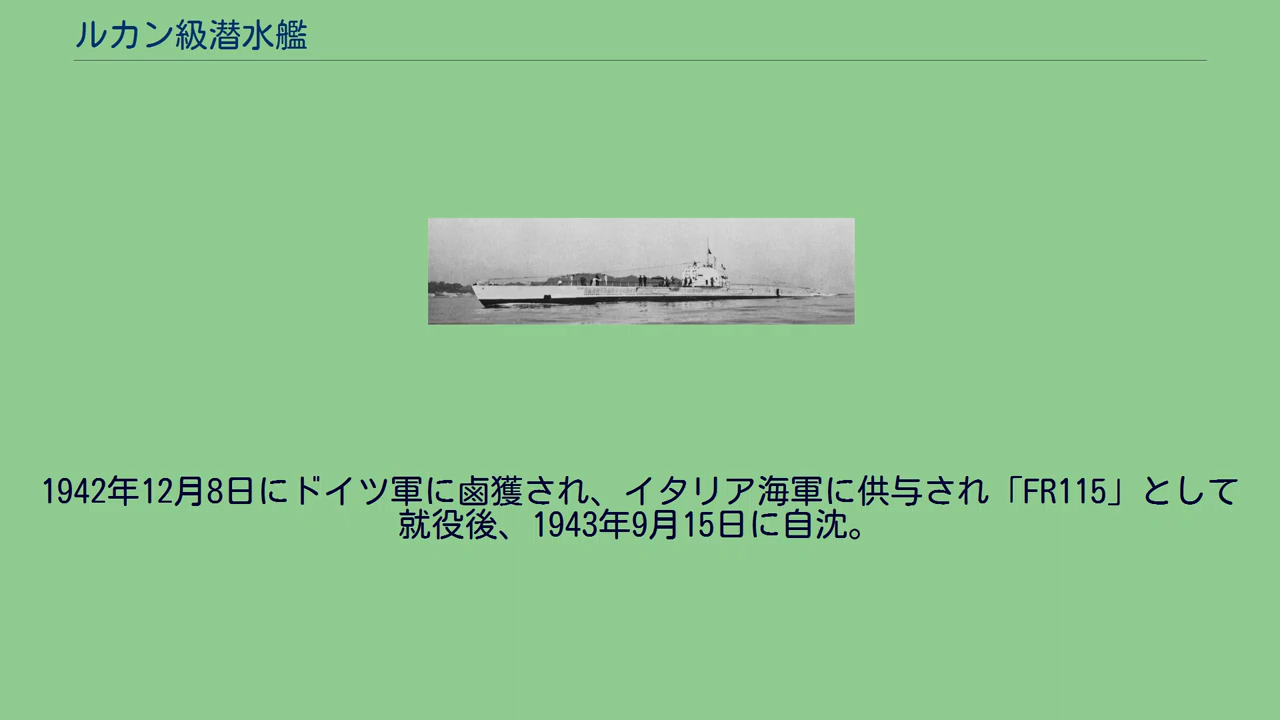 ルカン級潜水艦
1942年12月8日にドイツ軍に鹵獲され、イタリア海軍に供与され「FR115」として
就役後、1943年9月15日に自沈。